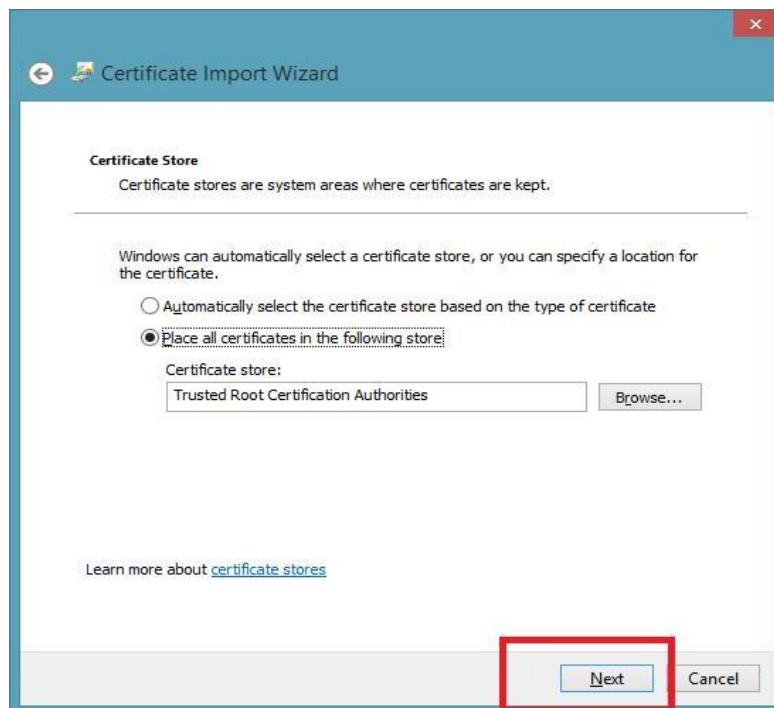 Certificate Import Wizard
Certificate Store
Certificate stores are system areas where certificates are kept.
Windows can automatically select a certificate store, or you can specify a location for
the certificate.
Automatically select the certificate store based on the type of certificate
Place all certificates in the following store
Certificate store:
Trusted Root Certification Authorities
Browse...
Learn more about certificate stores
Next
Cancel